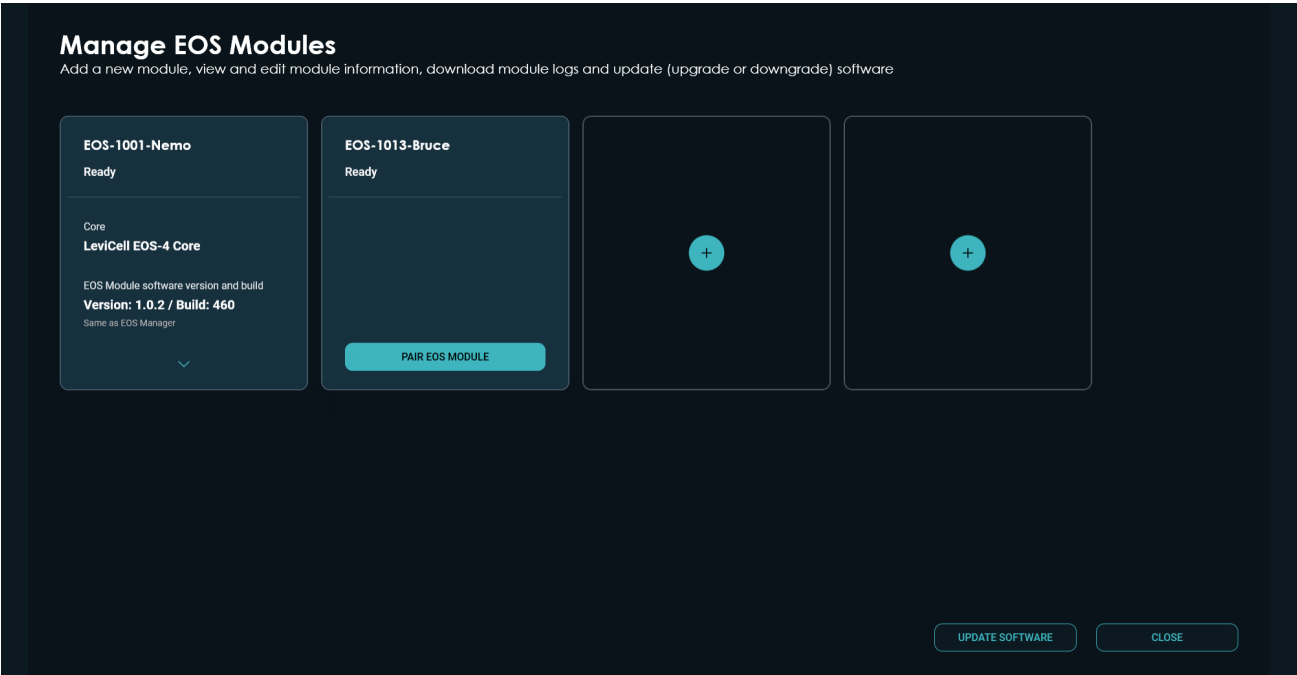 Manage EOS Modules
Add a new module, view and edit module information, download module logs and update (upgrade or downgrade) software
EOS-1001-Nemo
Ready
Core
LeviCell EOS-4 Core
EOS Module software version and build
Version: 1.0.2 / Build: 460
Same as EOS Manager
EOS-1013-Bruce
Ready
PAIR EOS MODULE
+
+
UPDATE SOFTWARE
CLOSE